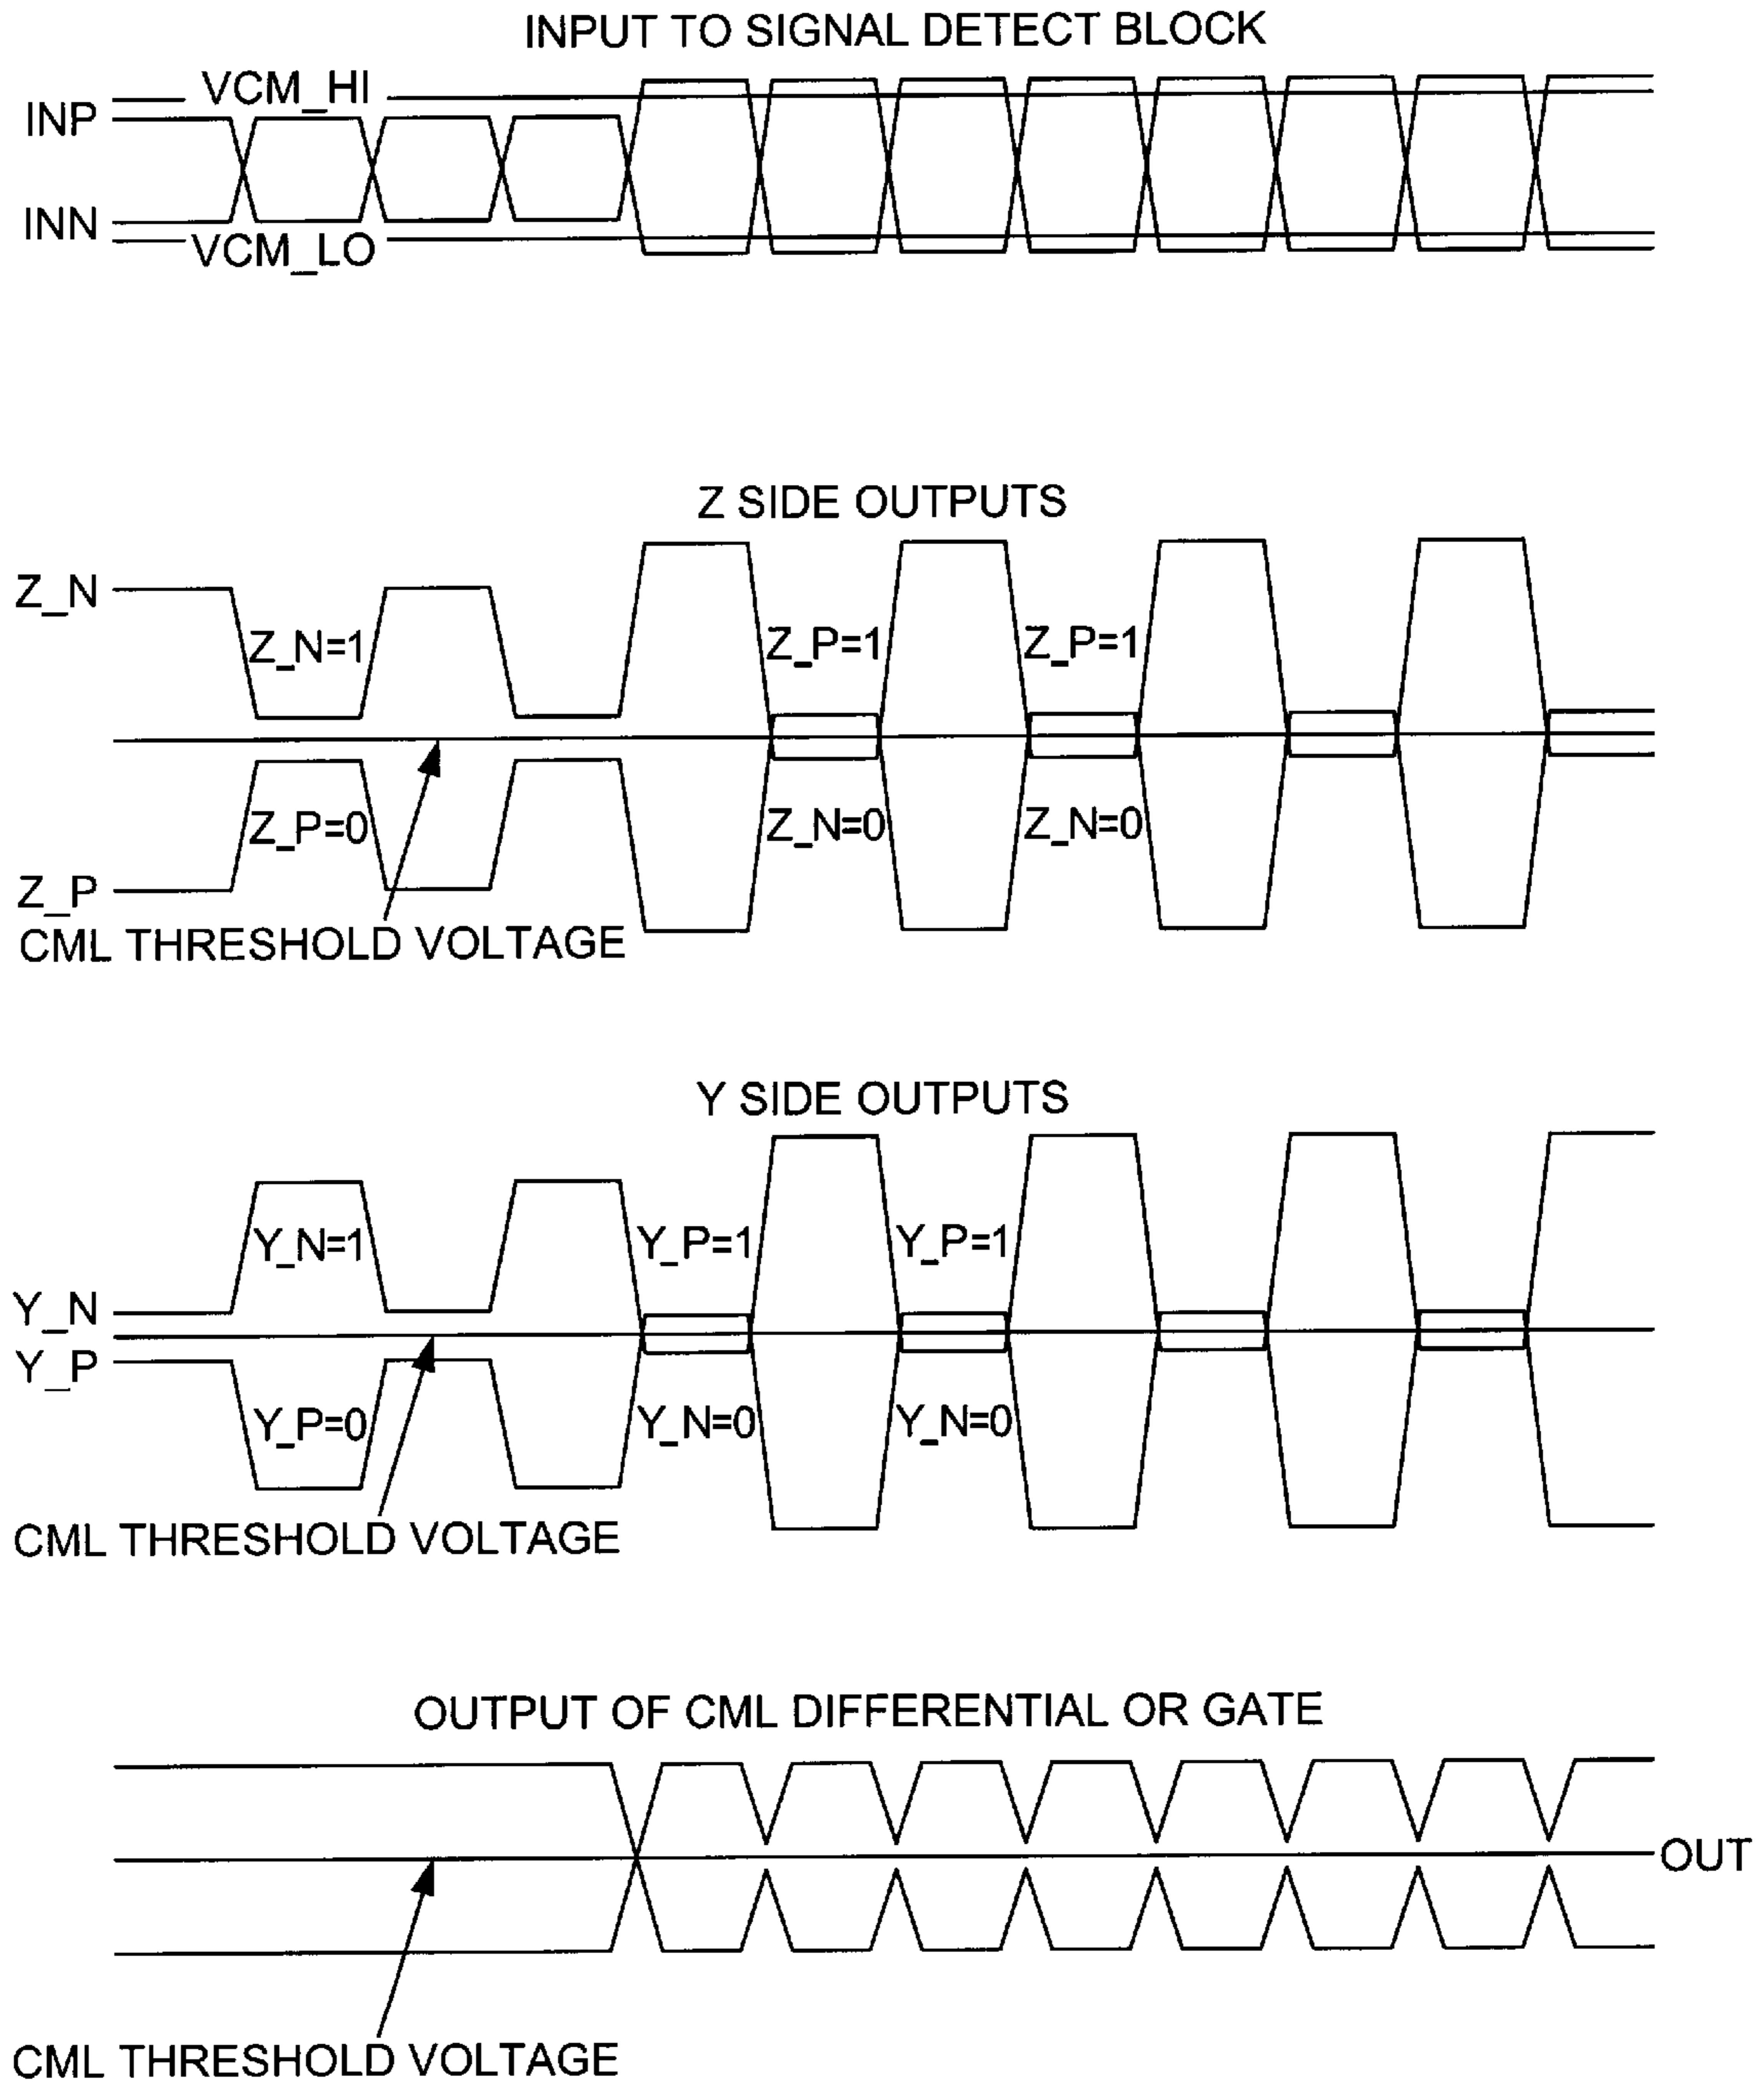 INPUT TO SIGNAL DETECT BLOCK
VCM_HI
INP
INN
VCM_LO
Z SIDE OUTPUTS
Z_N
Z_N=1
Z_P=1
Z_P=1
Z_P=0
Z_N=0
Z_N=0
Z_P
CML THRESHOLD VOLTAGE
Y SIDE OUTPUTS
Y_N=1
Y_P=1
Y_P=1
Y_N
Y_P
Y_P=0
Y_N=0
Y_N=0
CML THRESHOLD VOLTAGE
OUTPUT OF CML DIFFERENTIAL OR GATE
OUT
CML THRESHOLD VOLTAGE